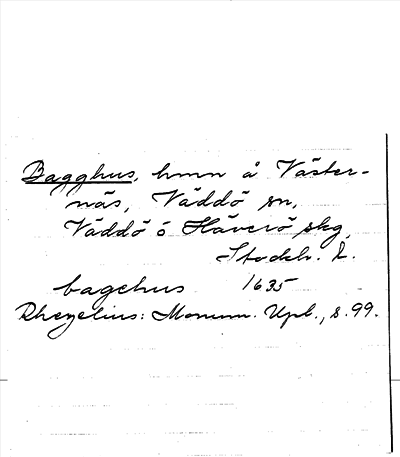 Bagghus, hmn å Väster-
näs, Väddö sn,
Väddö ó Häverö skg,
Stockh. L.
bagehus 1635
Rhezelius: Monum. Upl., s. 99.